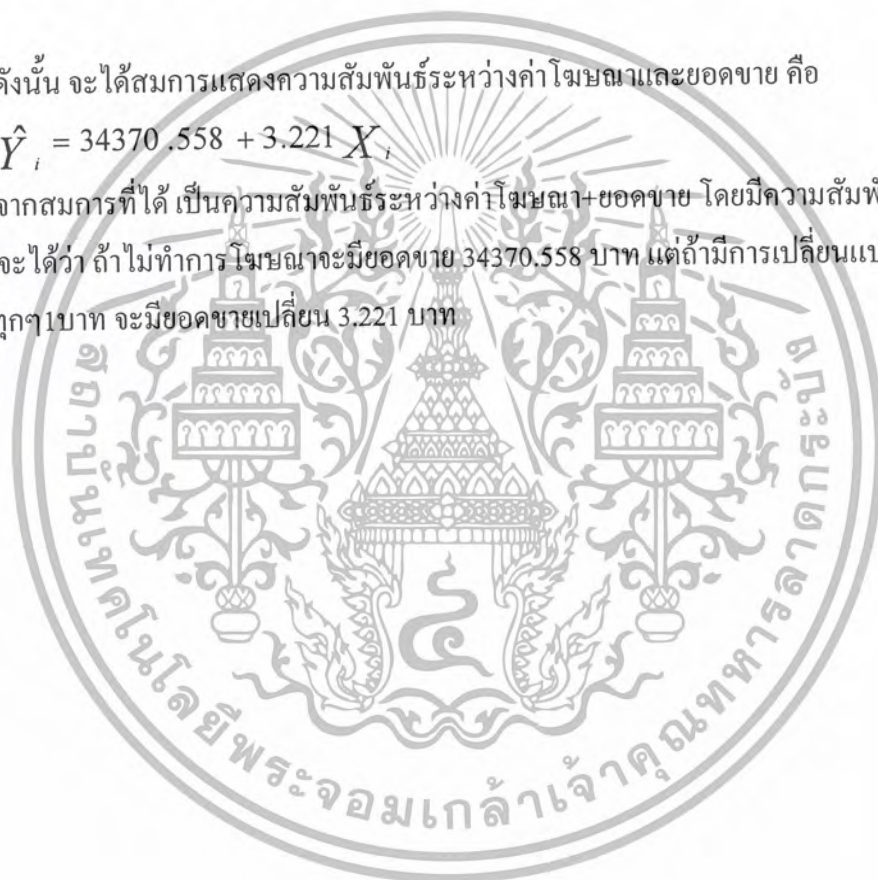 ดังนั้น จะได้สมการแสดงความสัมพันธ์ระหว่างค่าโฆษณาและยอดขาย คือ
Ŷ i = 34370 .558 + 3.221 X i
จากสมการที่ได้ เป็นความสัมพันธ์ระหว่างค่าโฆษณา+ยอดขาย โดยมีความสัมพั
จะได้ว่า ถ้าไม่ทำการโฆษณาจะมียอดขาย 34370.558 บาท แต่ถ้ามีการเปลี่ยนแป
ทุกๆ1บาท จะมียอดขายเปลี่ยน 3.221 บาท
สถาบันเทคโนโลยีพระจอมเกล้าเจ้าคุณทหารลาดกระบัง